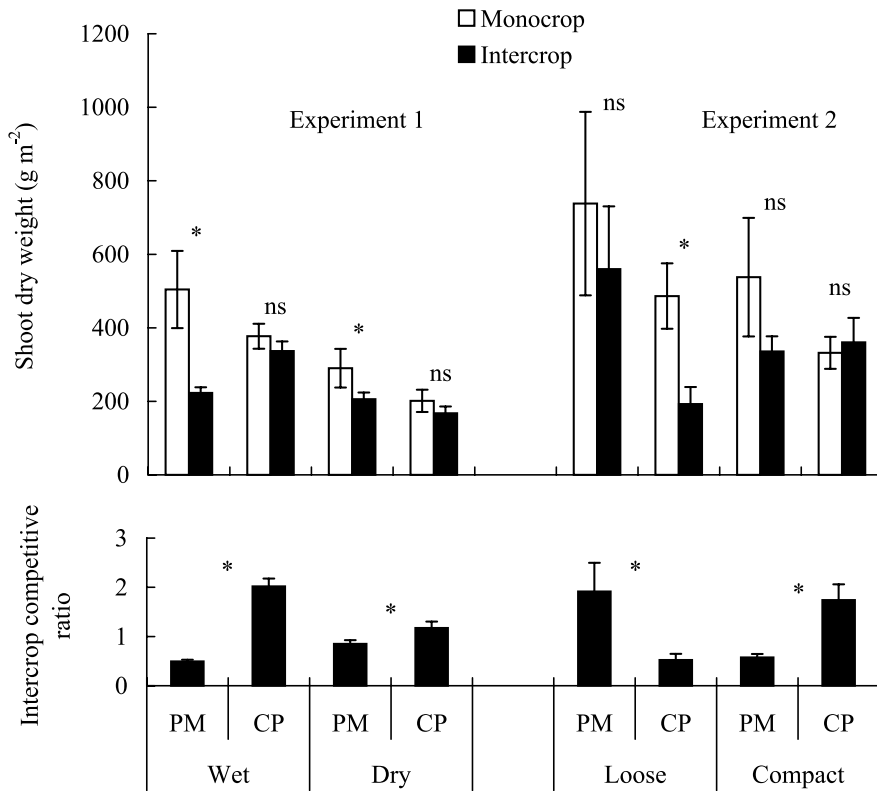 Monocrop
Intercrop
Shoot dry weight (g m⁻²)
1200
1000
800
600
400
200
0
Experiment 1
Experiment 2
*
ns
*
ns
ns
*
ns
ns
Intercrop competitive
ratio
3
2
1
0
*
*
*
*
PM CP PM CP PM CP PM CP
Wet Dry Loose Compact